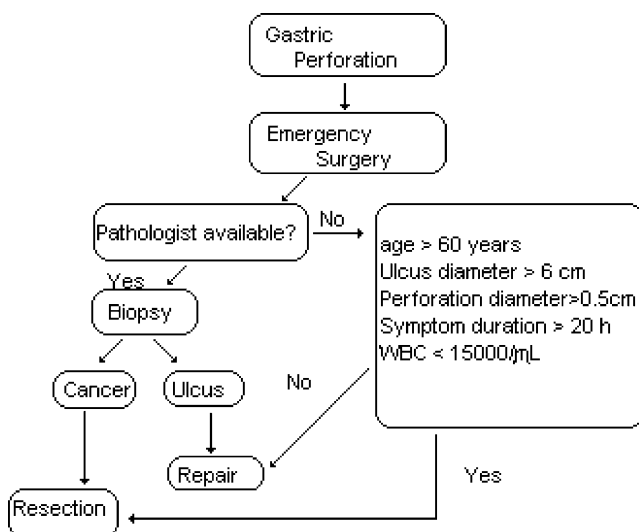 Gastric
Perforation
Emergency
Surgery
Pathologist available?
No
age > 60 years
Ulcus diameter > 6 cm
Perforation diameter>0.5cm
Symptom duration > 20 h
WBC < 15000/ηL
Yes
Biopsy
Cancer
Ulcus
No
Repair
Yes
Resection